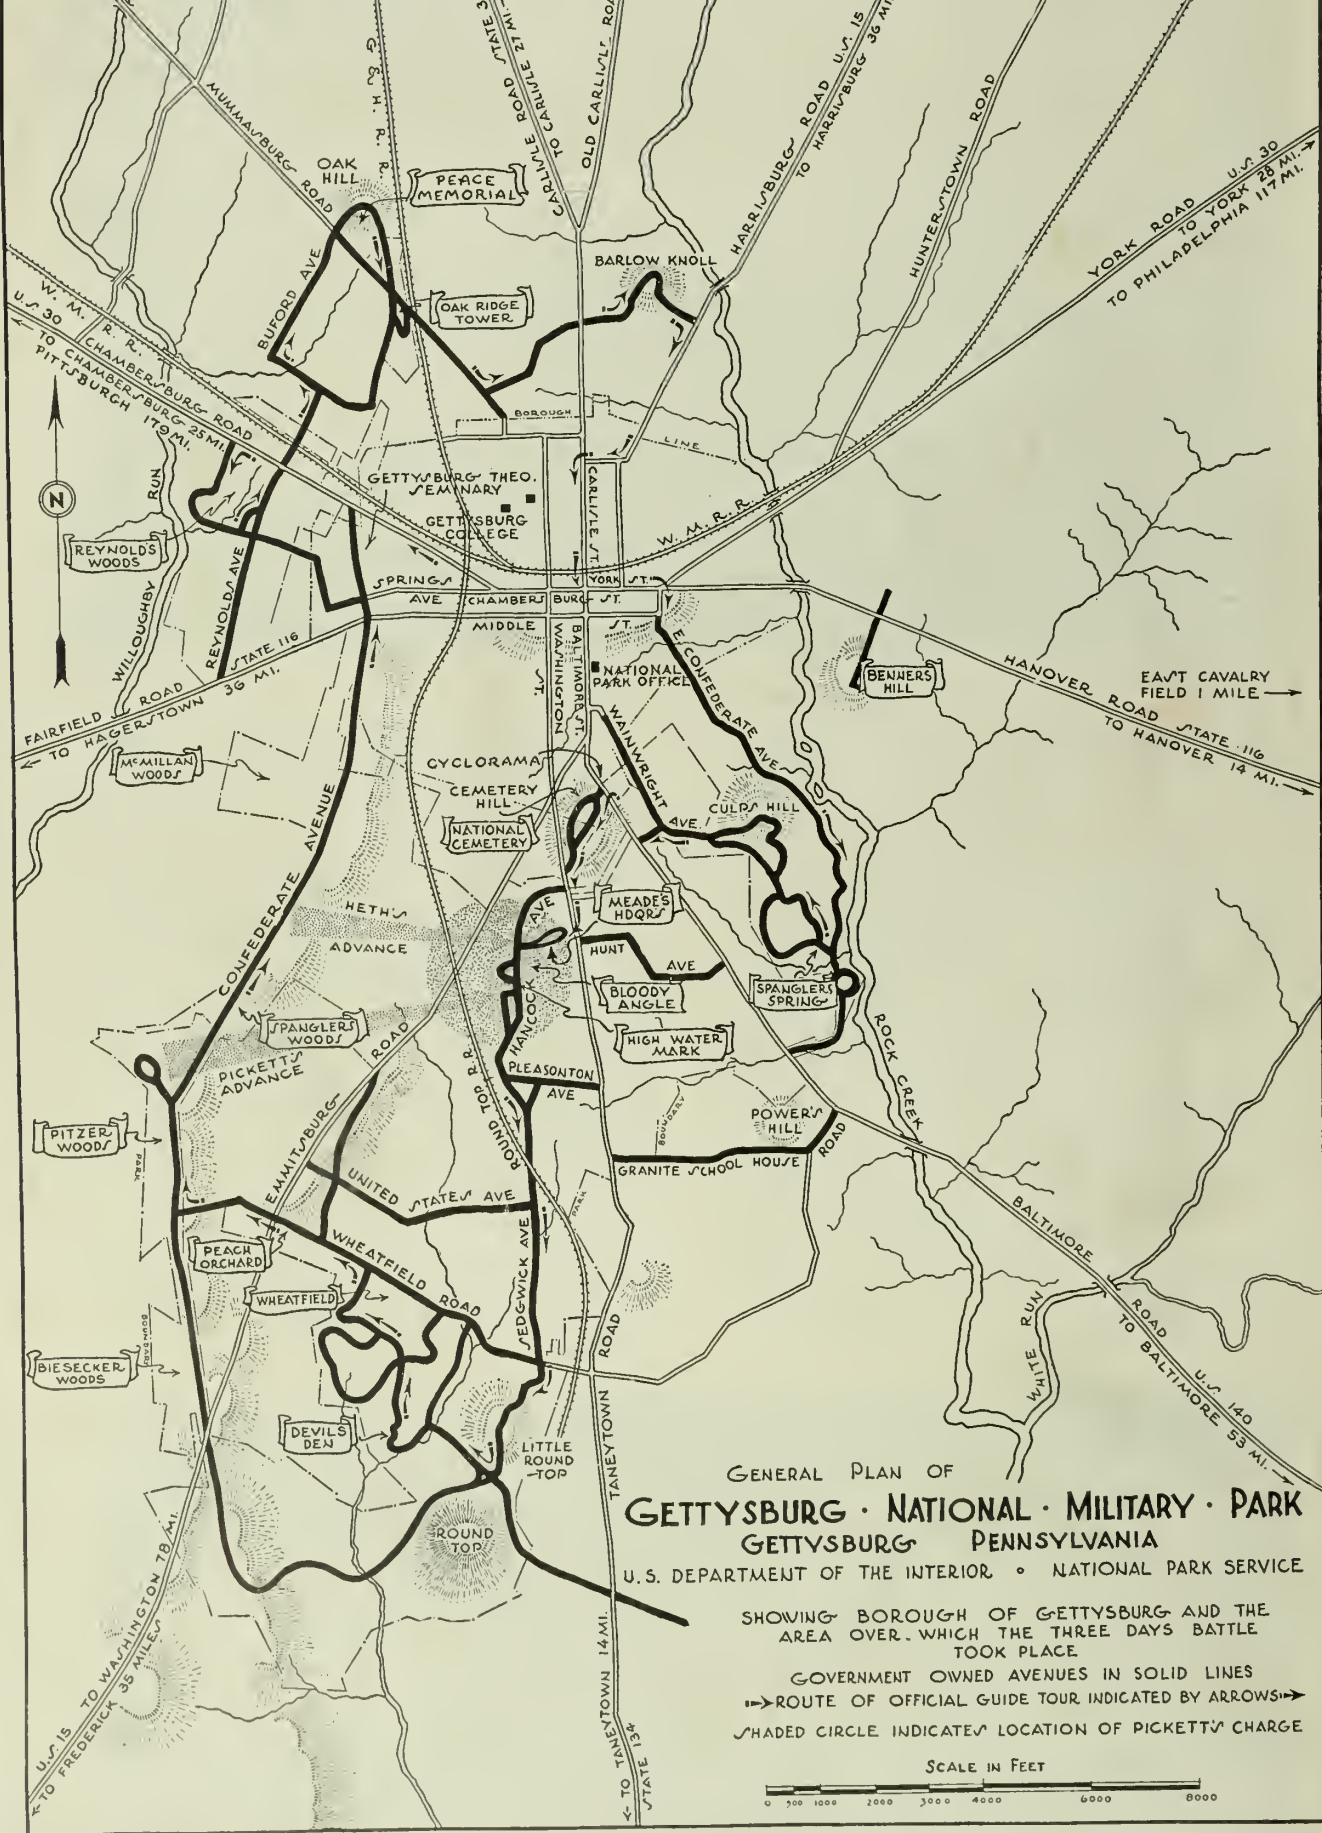 G. & H. R. R.
CARLISLE ROAD STATE 3
TO CARLISLE 27 MI.
OLD CARLISLE ROA
HARRISBURG ROAD U.S. 15
TO HARRISBURG 36 MI
MUMMASBURG ROAD
OAK
HILL
PEACE
MEMORIAL
HUNTERSTOWN ROAD
YORK ROAD U.S. 30
TO YORK 28 MI.
TO PHILADELPHIA 117 MI.
BARLOW KNOLL
BUFORD AVE
OAK RIDGE
TOWER
W. M. R. R.
U.S. 30
CHAMBERSBURG ROAD
TO CHAMBERSBURG 25 MI.
PITTSBURGH 179 MI.
BOROUGH
LINE
N
GETTYSBURG THEO.
SEMINARY
GETTYSBURG
COLLEGE
CARLISLE ST.
W. M. R. R.
REYNOLD'S
WOODS
WILLOUGHBY RUN
REYNOLDS AVE
SPRINGS
AVE
YORK ST.
CHAMBERSBURG ST.
MIDDLE ST.
WASHINGTON ST.
BALTIMORE ST.
NATIONAL
PARK OFFICE
E. CONFEDERATE AVE
BENNERS
HILL
HANOVER ROAD STATE 116
TO HANOVER 14 MI.
EAST CAVALRY
FIELD 1 MILE
STATE 116
FAIRFIELD ROAD 36 MI.
TO HAGERSTOWN
McMILLAN
WOODS
CYCLORAMA
CEMETERY
HILL
NATIONAL
CEMETERY
WAINWRIGHT
AVE.
CULPS HILL
CONFEDERATE AVENUE
HETH'S
ADVANCE
AVE
MEADE'S
HDQRS
HUNT
AVE
HANCOCK
BLOODY
ANGLE
SPANGLERS
SPRING
SPANGLERS
WOODS
PICKETT'S
ADVANCE
HIGH WATER
MARK
PLEASONTON
AVE
ROCK CREEK
PITZER
WOODS
PARK
EMMITSBURG ROAD
ROUND TOP R.R.
BOUNDARY
POWER'S
HILL
GRANITE SCHOOL HOUSE ROAD
UNITED STATES AVE
PARK
PEACH
ORCHARD
WHEATFIELD ROAD
WHEATFIELD
SEDGWICK AVE
BALTIMORE ROAD U.S. 140
TO BALTIMORE 53 MI.
WHITE RUN
BOUNDARY
BIESECKER
WOODS
DEVILS
DEN
LITTLE
ROUND
TOP
TANEYTOWN ROAD
ROUND
TOP
U.S. 15 TO WASHINGTON 78 MI.
TO FREDERICK 35 MILES
TO TANEYTOWN 14 MI.
STATE 134
GENERAL PLAN OF
GETTYSBURG · NATIONAL · MILITARY · PARK
GETTYSBURG PENNSYLVANIA
U.S. DEPARTMENT OF THE INTERIOR ° NATIONAL PARK SERVICE
SHOWING BOROUGH OF GETTYSBURG AND THE
AREA OVER. WHICH THE THREE DAYS BATTLE
TOOK PLACE
GOVERNMENT OWNED AVENUES IN SOLID LINES
ROUTE OF OFFICIAL GUIDE TOUR INDICATED BY ARROWS
SHADED CIRCLE INDICATES LOCATION OF PICKETT'S CHARGE
SCALE IN FEET
0 500 1000 2000 3000 4000 6000 8000